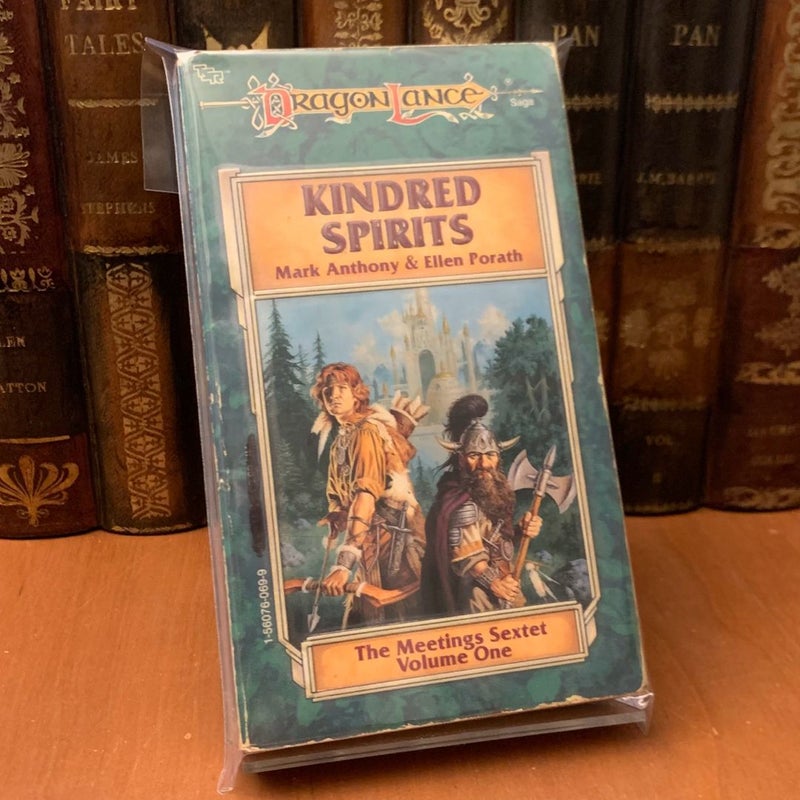 TSR
DRAGONLANCE
®
Saga
KINDRED
SPIRITS
Mark Anthony & Ellen Porath
1-56076-069-9
The Meetings Sextet
Volume One
FAIRY
TALES
JAMES
STEPHENS
PAN
PAN
J.M. BARRIE
VOL.